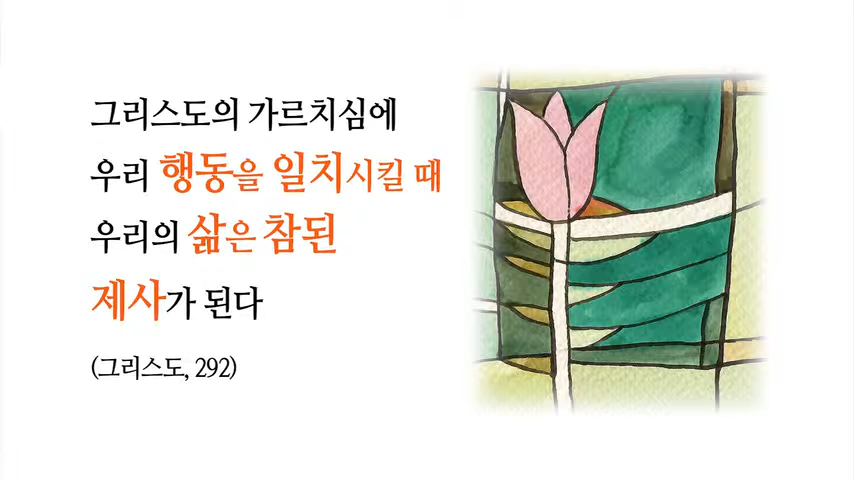 그리스도의 가르치심에
우리 행동을 일치시킬 때
우리의 삶은 참된
제사가 된다
(그리스도, 292)